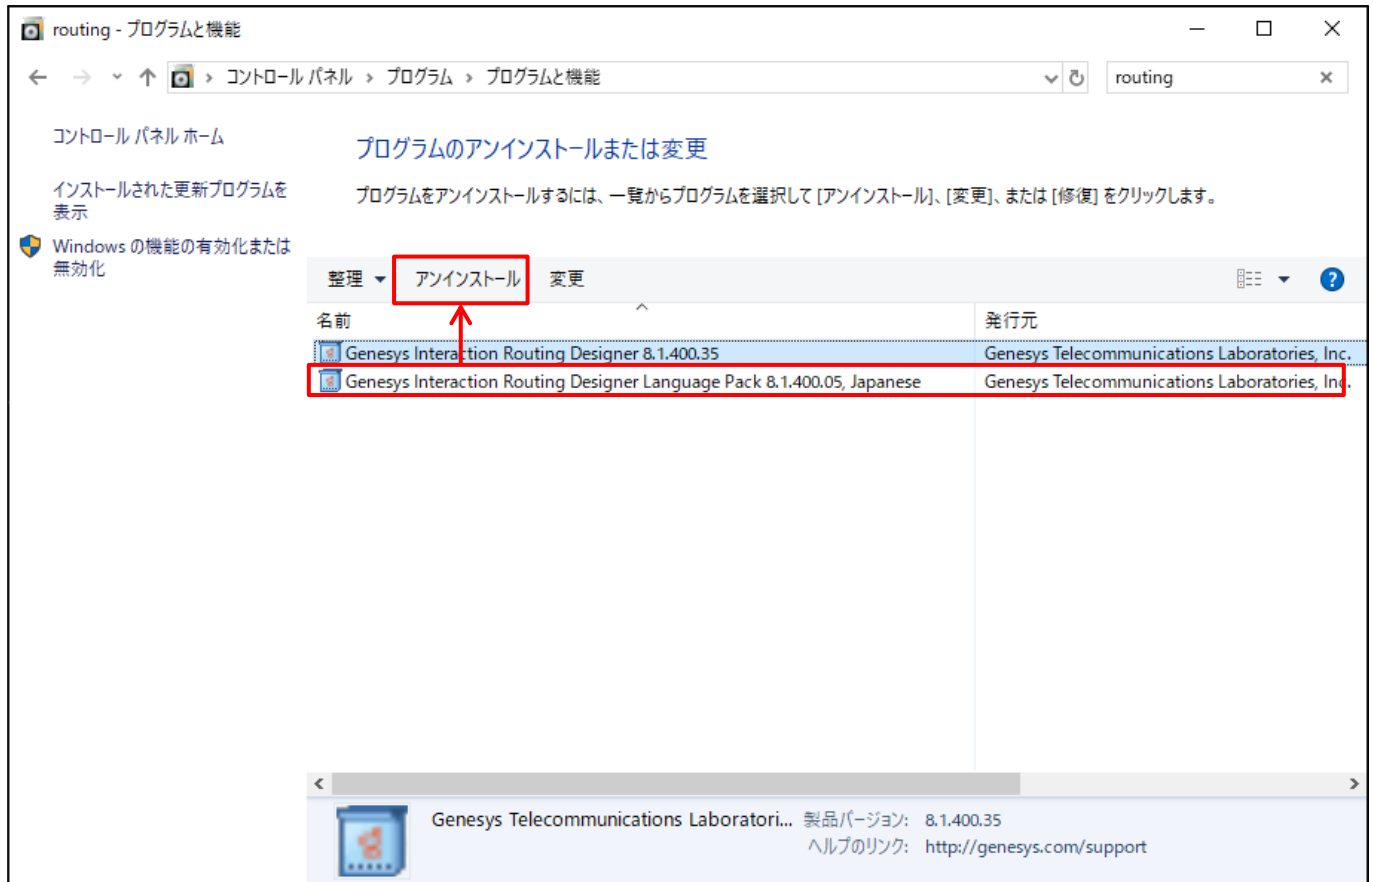 routing - プログラムと機能
コントロール パネル › プログラム › プログラムと機能
routing
コントロール パネル ホーム
インストールされた更新プログラムを
表示
Windows の機能の有効化または
無効化
プログラムのアンインストールまたは変更
プログラムをアンインストールするには、一覧からプログラムを選択して [アンインストール]、[変更]、または [修復] をクリックします。
整理 アンインストール 変更
名前 発行元
Genesys Interaction Routing Designer 8.1.400.35 Genesys Telecommunications Laboratories, Inc.
Genesys Interaction Routing Designer Language Pack 8.1.400.05, Japanese Genesys Telecommunications Laboratories, Inc.
Genesys Telecommunications Laboratori... 製品バージョン: 8.1.400.35
ヘルプのリンク: http://genesys.com/support